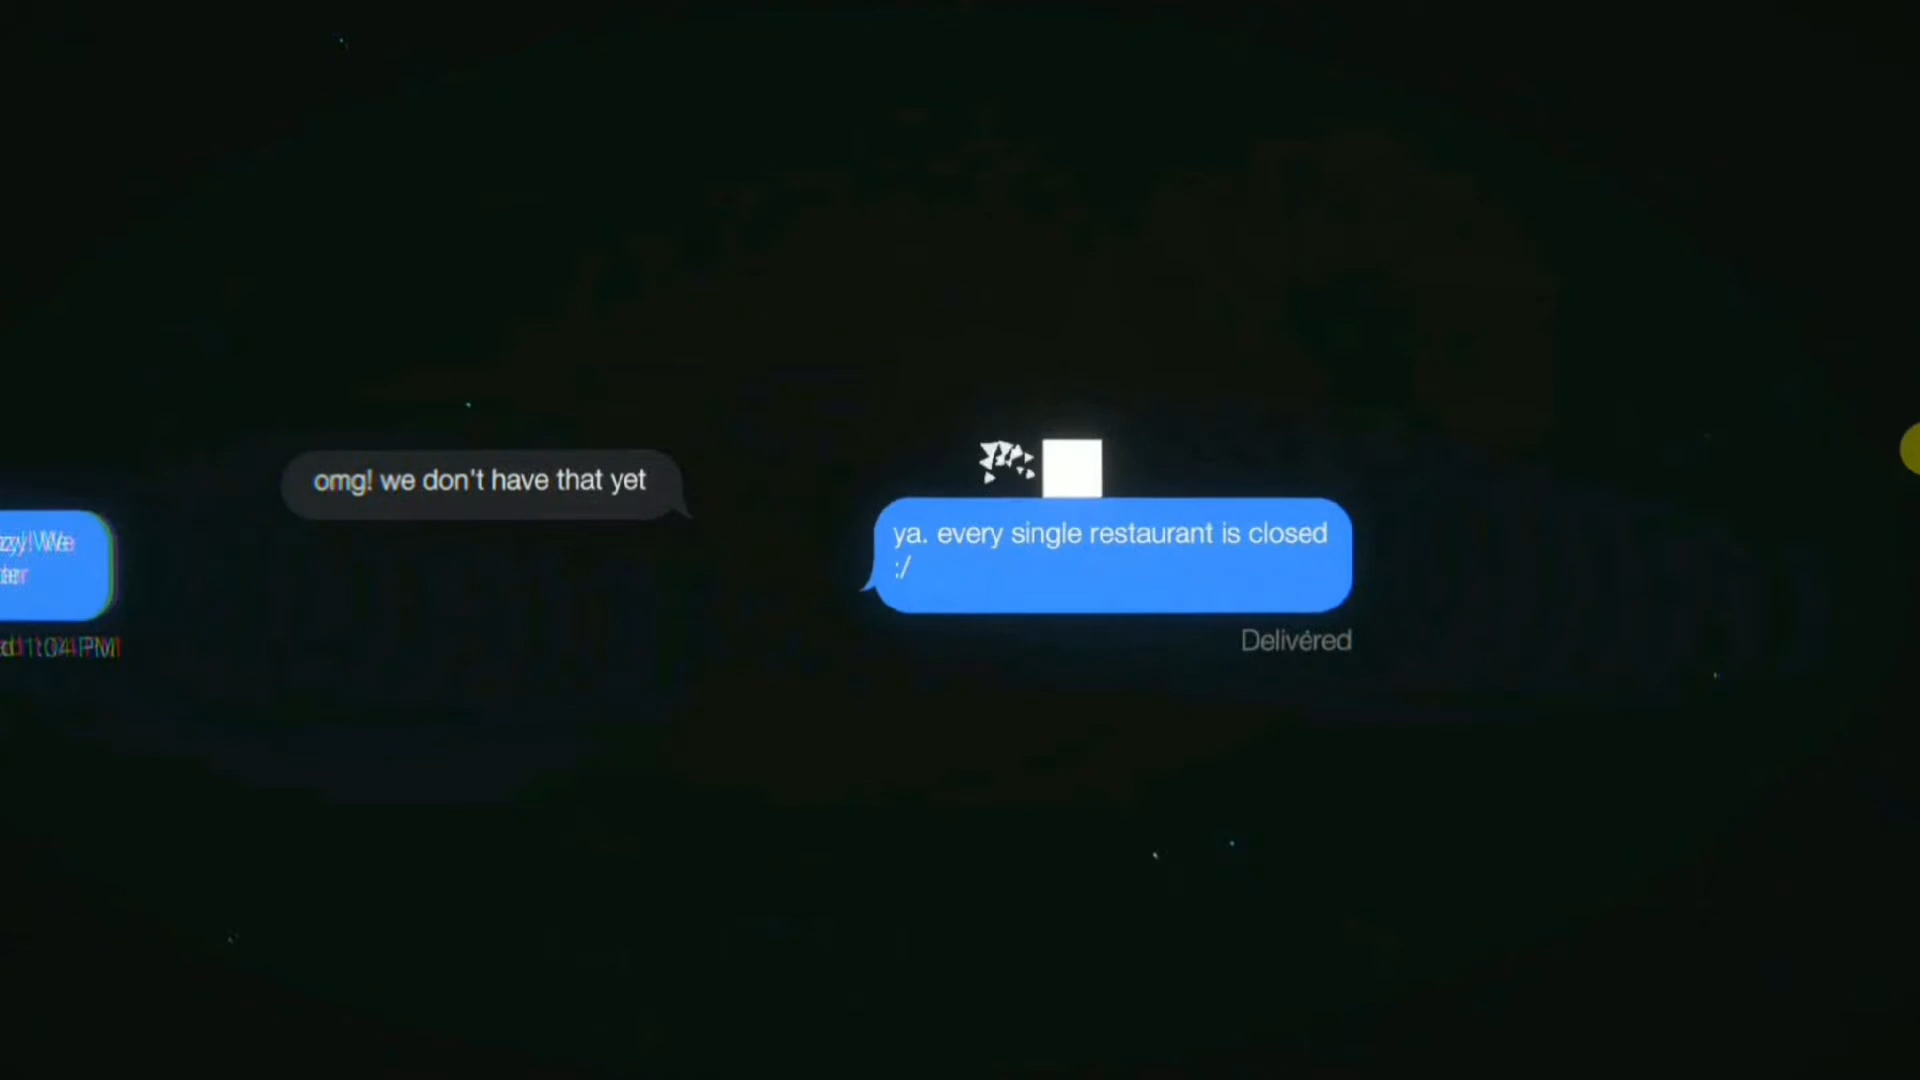 omg! we don't have that yet
ya. every single restaurant is closed
:/
Delivered